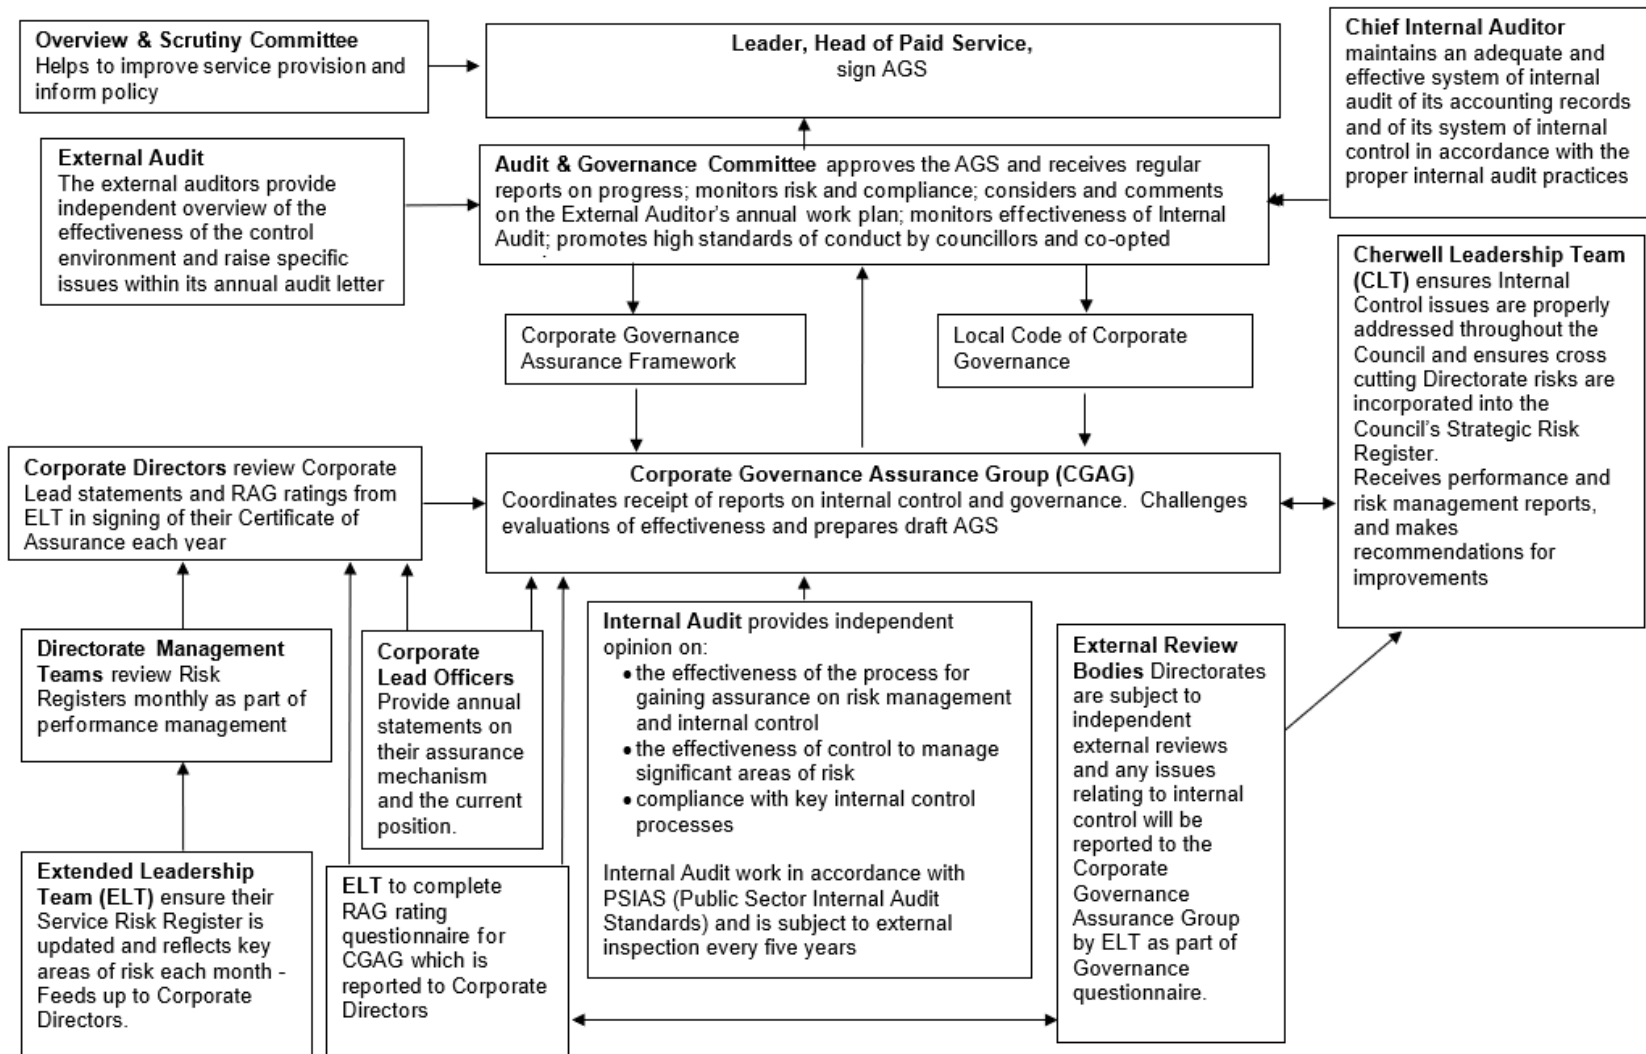 Overview & Scrutiny Committee
Helps to improve service provision and
inform policy
Leader, Head of Paid Service,
sign AGS
Chief Internal Auditor
maintains an adequate and
effective system of internal
audit of its accounting records
and of its system of internal
control in accordance with the
proper internal audit practices
External Audit
The external auditors provide
independent overview of the
effectiveness of the control
environment and raise specific
issues within its annual audit letter
Audit & Governance Committee approves the AGS and receives regular
reports on progress; monitors risk and compliance; considers and comments
on the External Auditor's annual work plan; monitors effectiveness of Internal
Audit; promotes high standards of conduct by councillors and co-opted
Cherwell Leadership Team
(CLT) ensures Internal
Control issues are properly
addressed throughout the
Council and ensures cross
cutting Directorate risks are
incorporated into the
Council's Strategic Risk
Register.
Receives performance and
risk management reports,
and makes
recommendations for
improvements
Corporate Governance
Assurance Framework
Local Code of Corporate
Governance
Corporate Directors review Corporate
Lead statements and RAG ratings from
ELT in signing of their Certificate of
Assurance each year
Corporate Governance Assurance Group (CGAG)
Coordinates receipt of reports on internal control and governance. Challenges
evaluations of effectiveness and prepares draft AGS
Directorate Management
Teams review Risk
Registers monthly as part of
performance management
Corporate
Lead Officers
Provide annual
statements on
their assurance
mechanism
and the current
position.
Internal Audit provides independent
opinion on:
• the effectiveness of the process for
gaining assurance on risk management
and internal control
• the effectiveness of control to manage
significant areas of risk
• compliance with key internal control
processes
Internal Audit work in accordance with
PSIAS (Public Sector Internal Audit
Standards) and is subject to external
inspection every five years
External Review
Bodies Directorates
are subject to
independent
external reviews
and any issues
relating to internal
control will be
reported to the
Corporate
Governance
Assurance Group
by ELT as part of
Governance
questionnaire.
Extended Leadership
Team (ELT) ensure their
Service Risk Register is
updated and reflects key
areas of risk each month -
Feeds up to Corporate
Directors.
ELT to complete
RAG rating
questionnaire for
CGAG which is
reported to Corporate
Directors